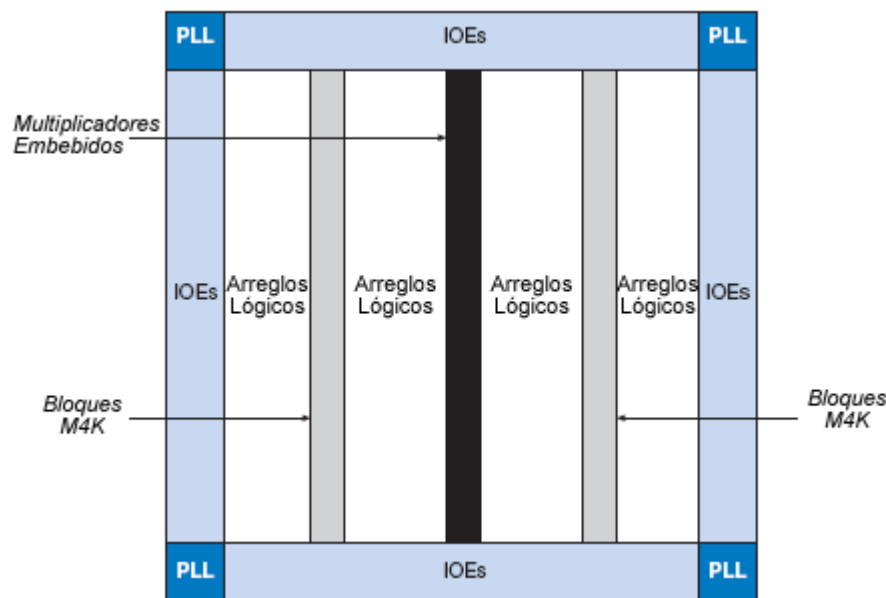 PLL
IOEs
PLL
Multiplicadores
Embebidos
IOEs
Arreglos
Lógicos
Arreglos
Lógicos
Arreglos
Lógicos
Arreglos
Lógicos
IOEs
Bloques
M4K
Bloques
M4K
PLL
IOEs
PLL